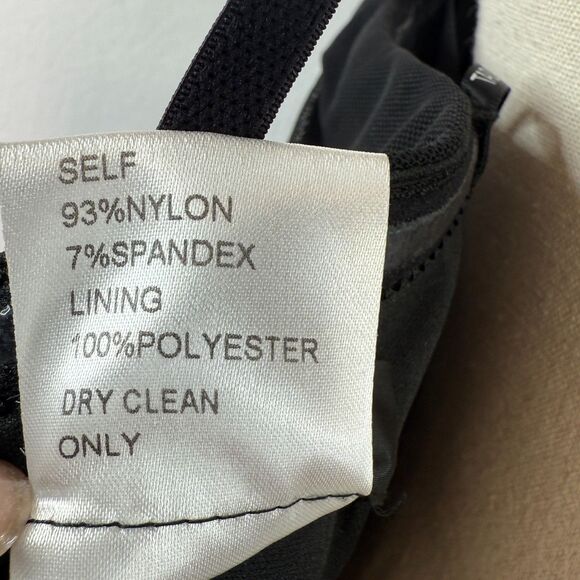 SELF
93%NYLON
7%SPANDEX
LINING
100%POLYESTER
DRY CLEAN
ONLY